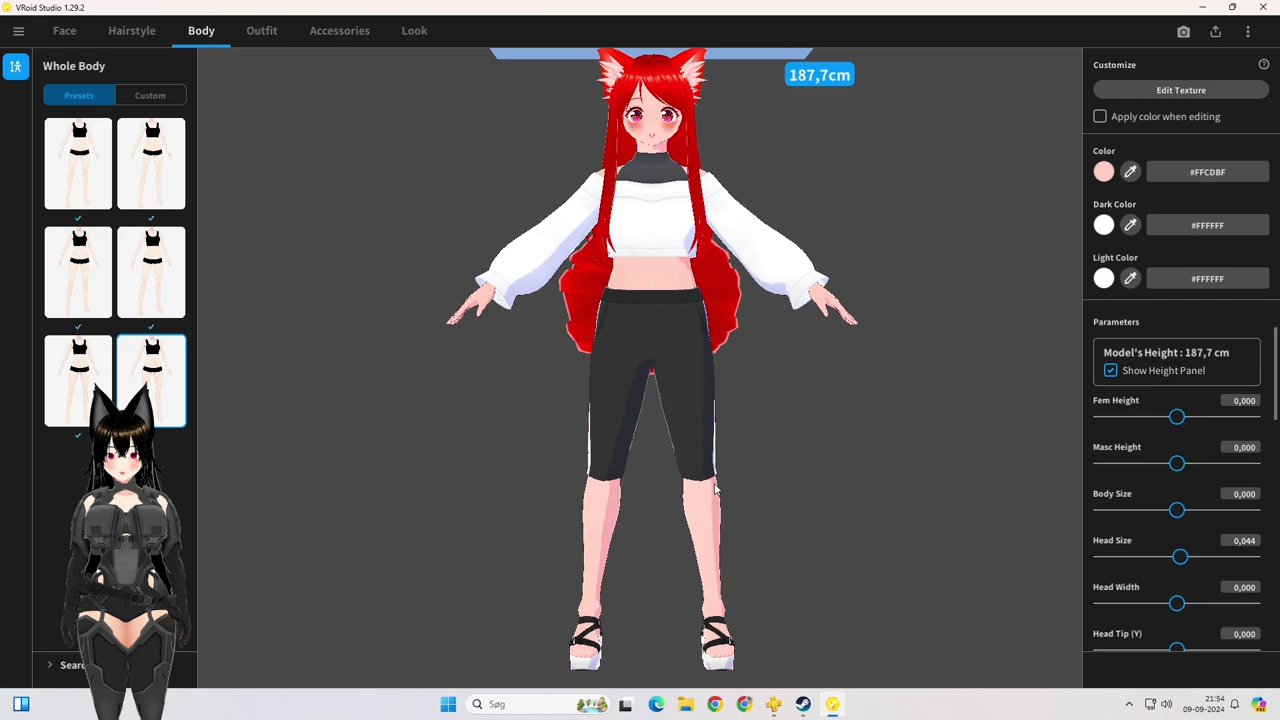 VRoid Studio 1.29.2
Face
Hairstyle
Body
Outfit
Accessories
Look
Whole Body
Presets
Custom
187,7cm
Customize
Edit Texture
Apply color when editing
Color
#FFCDBF
Dark Color
#FFFFFF
Light Color
#FFFFFF
Parameters
Model's Height : 187,7 cm
Show Height Panel
Fem Height
0,000
Masc Height
0,000
Body Size
0,000
Head Size
0,044
Head Width
0,000
Head Tip (Y)
0,000
Søg
21:54
09-09-2024